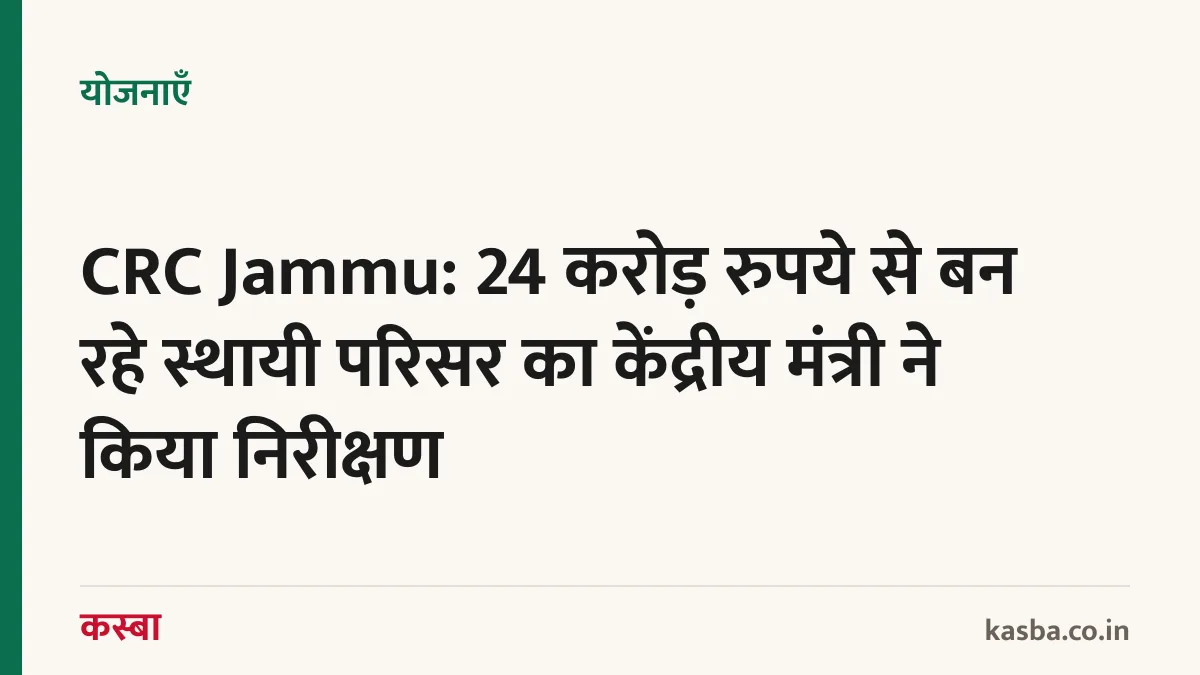 योजनाएँ
CRC Jammu: 24 करोड़ रुपये से बन
रहे स्थायी परिसर का केंद्रीय मंत्री ने
किया निरीक्षण
कस्बा
kasba.co.in